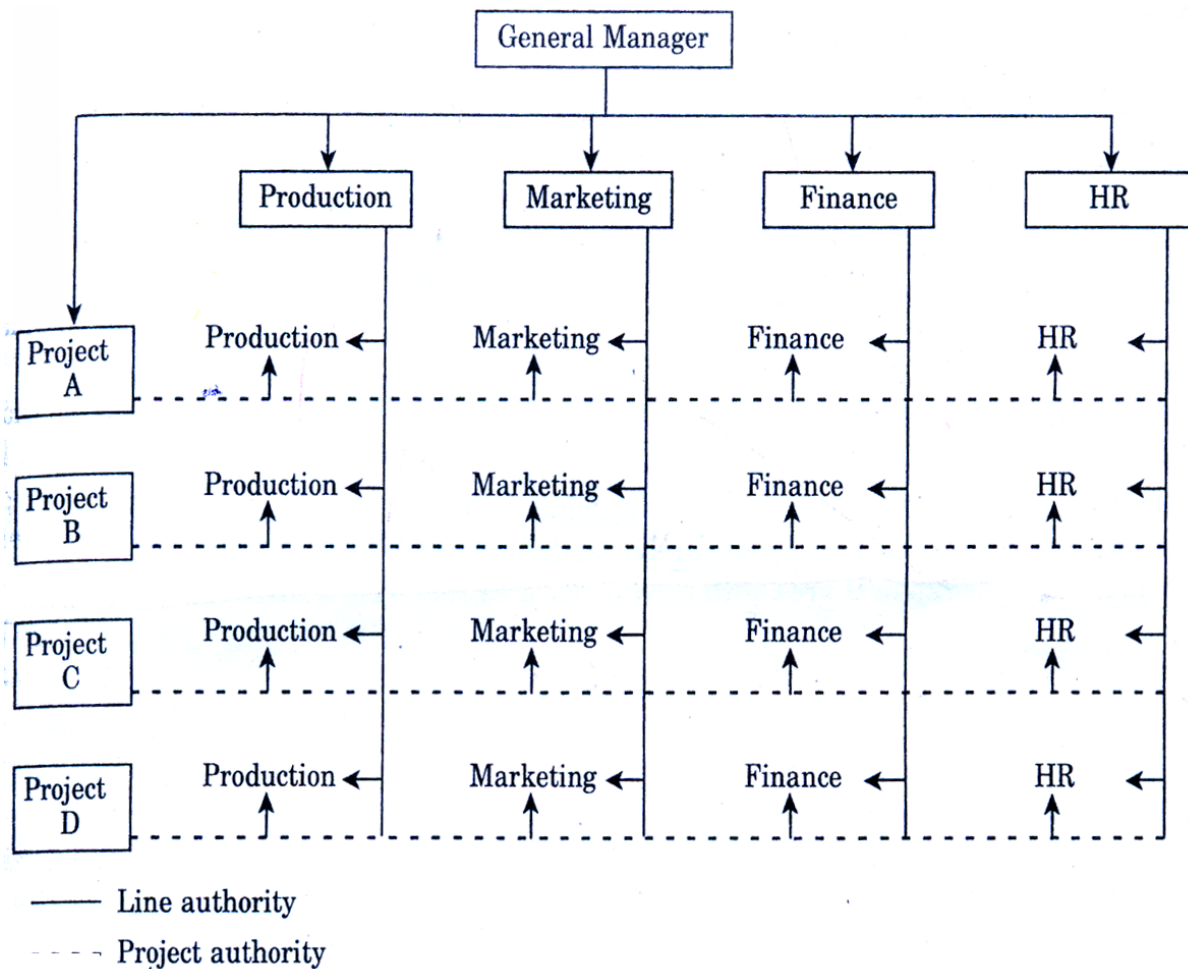 General Manager
Production
Marketing
Finance
HR
Project
A
Production
Marketing
Finance
HR
Project
B
Production
Marketing
Finance
HR
Project
C
Production
Marketing
Finance
HR
Project
D
Production
Marketing
Finance
HR
Line authority
Project authority